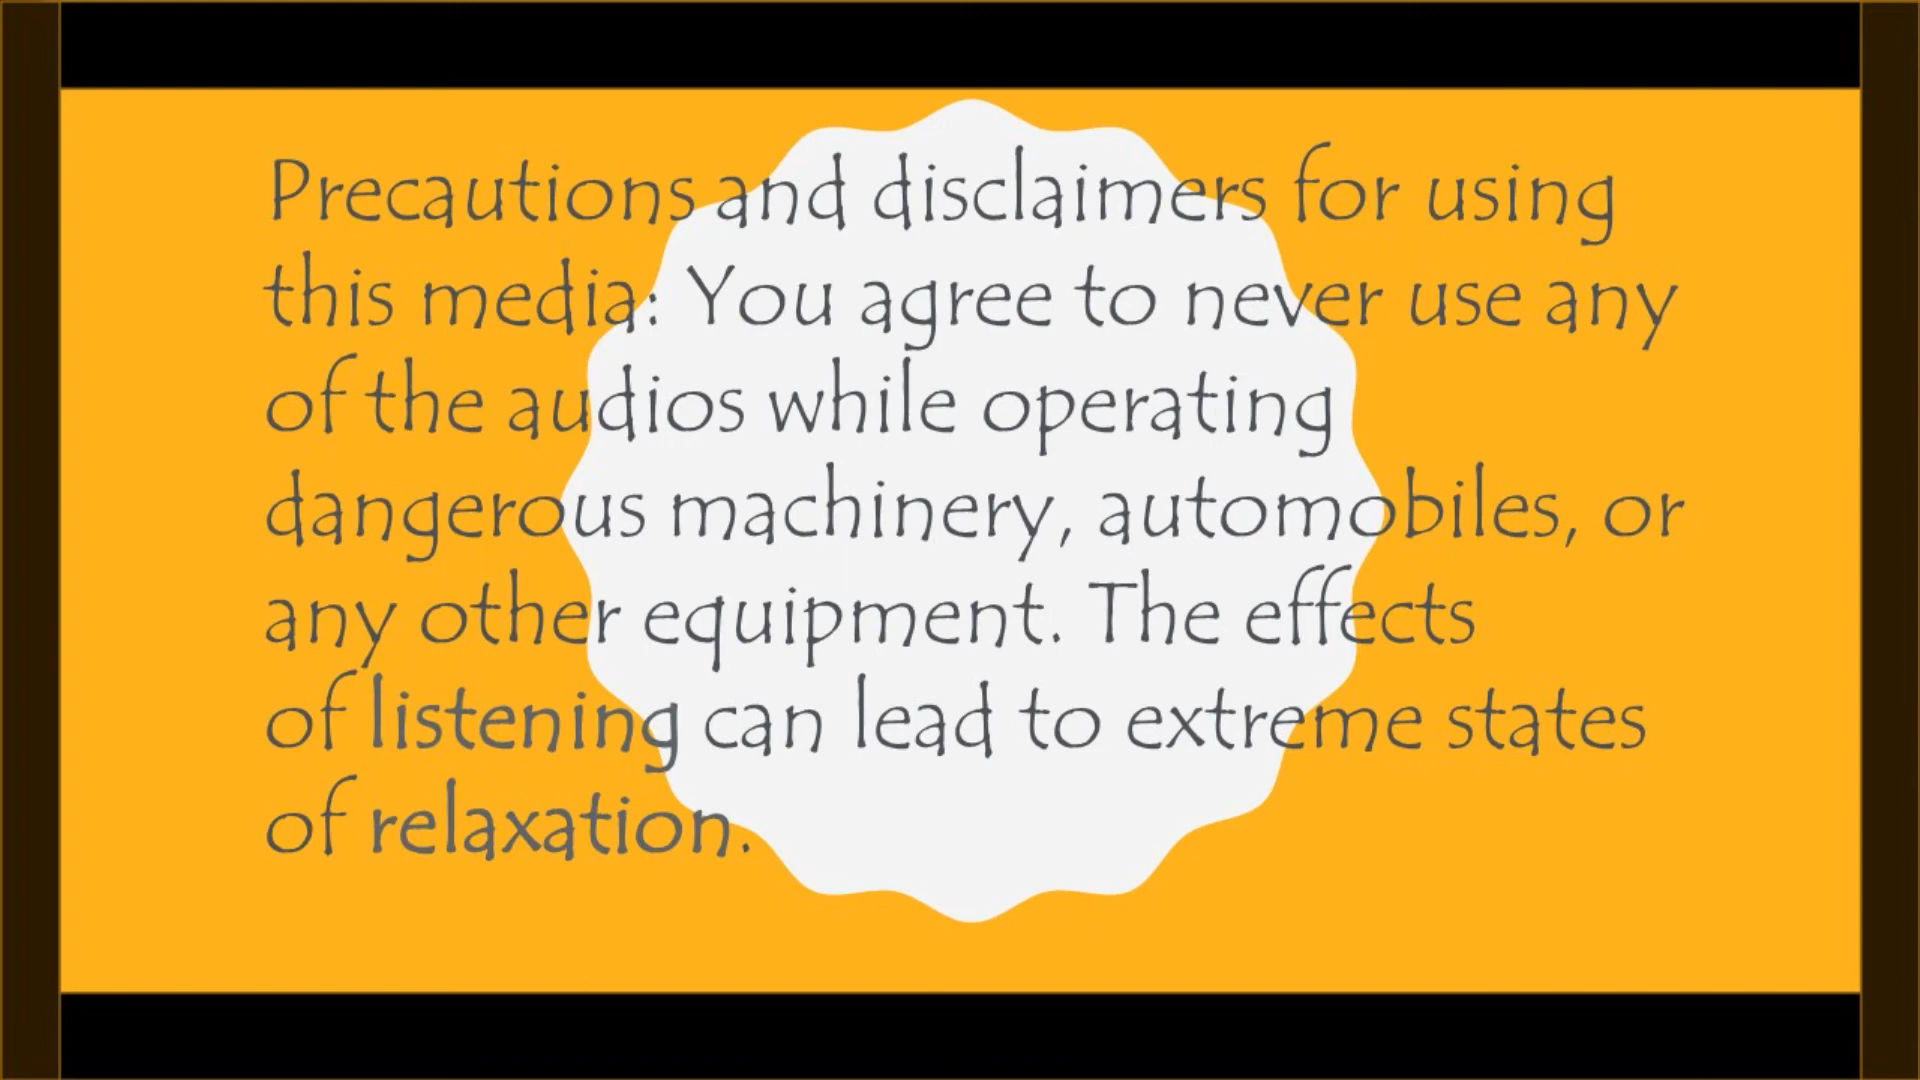 Precautions and disclaimers for using
this media: You agree to never use any
of the audios while operating
dangerous machinery, automobiles, or
any other equipment. The effects
of listening can lead to extreme states
of relaxation.